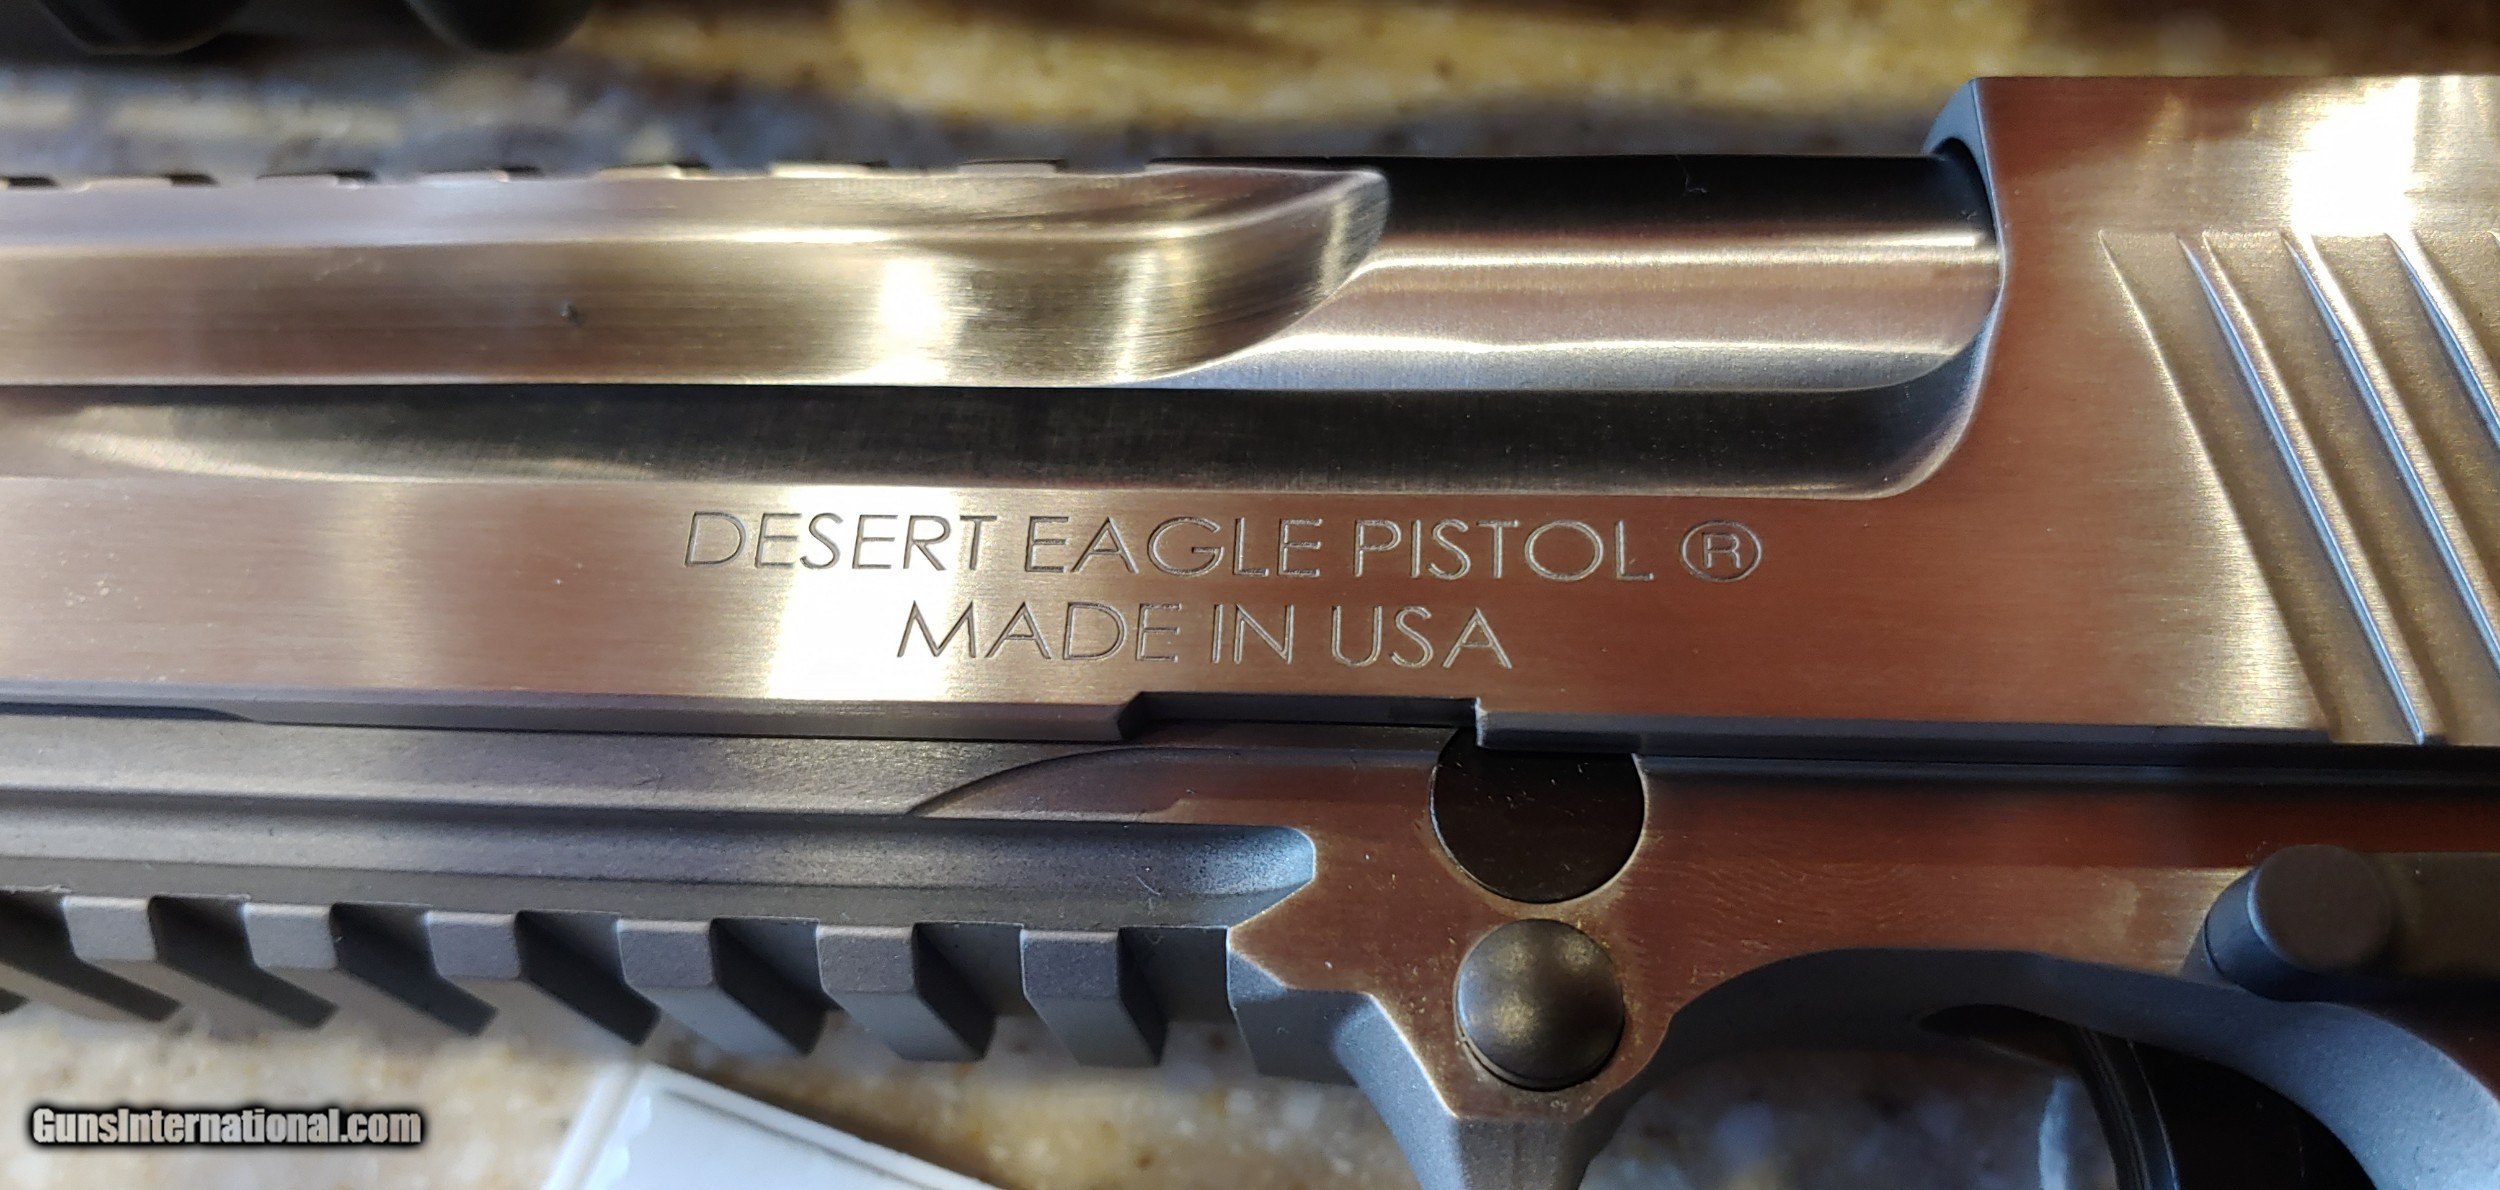 DESERT EAGLE PISTOL ®
MADE IN USA
GunsInternational.com